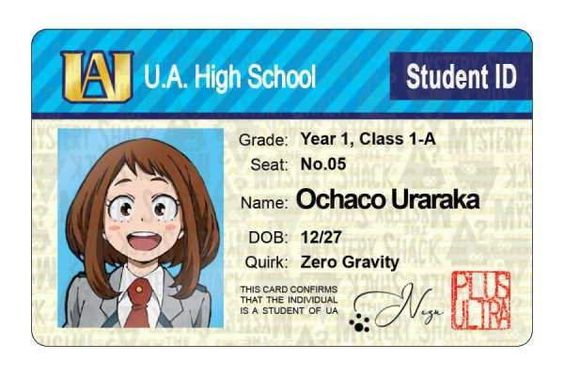 UA U.A. High School Student ID
Grade: Year 1, Class 1-A
Seat: No.05
Name: Ochaco Uraraka
DOB: 12/27
Quirk: Zero Gravity
THIS CARD CONFIRMS
THAT THE INDIVIDUAL
IS A STUDENT OF UA
Nezu
PLUS
ULTRA
MYSTERY SHACK